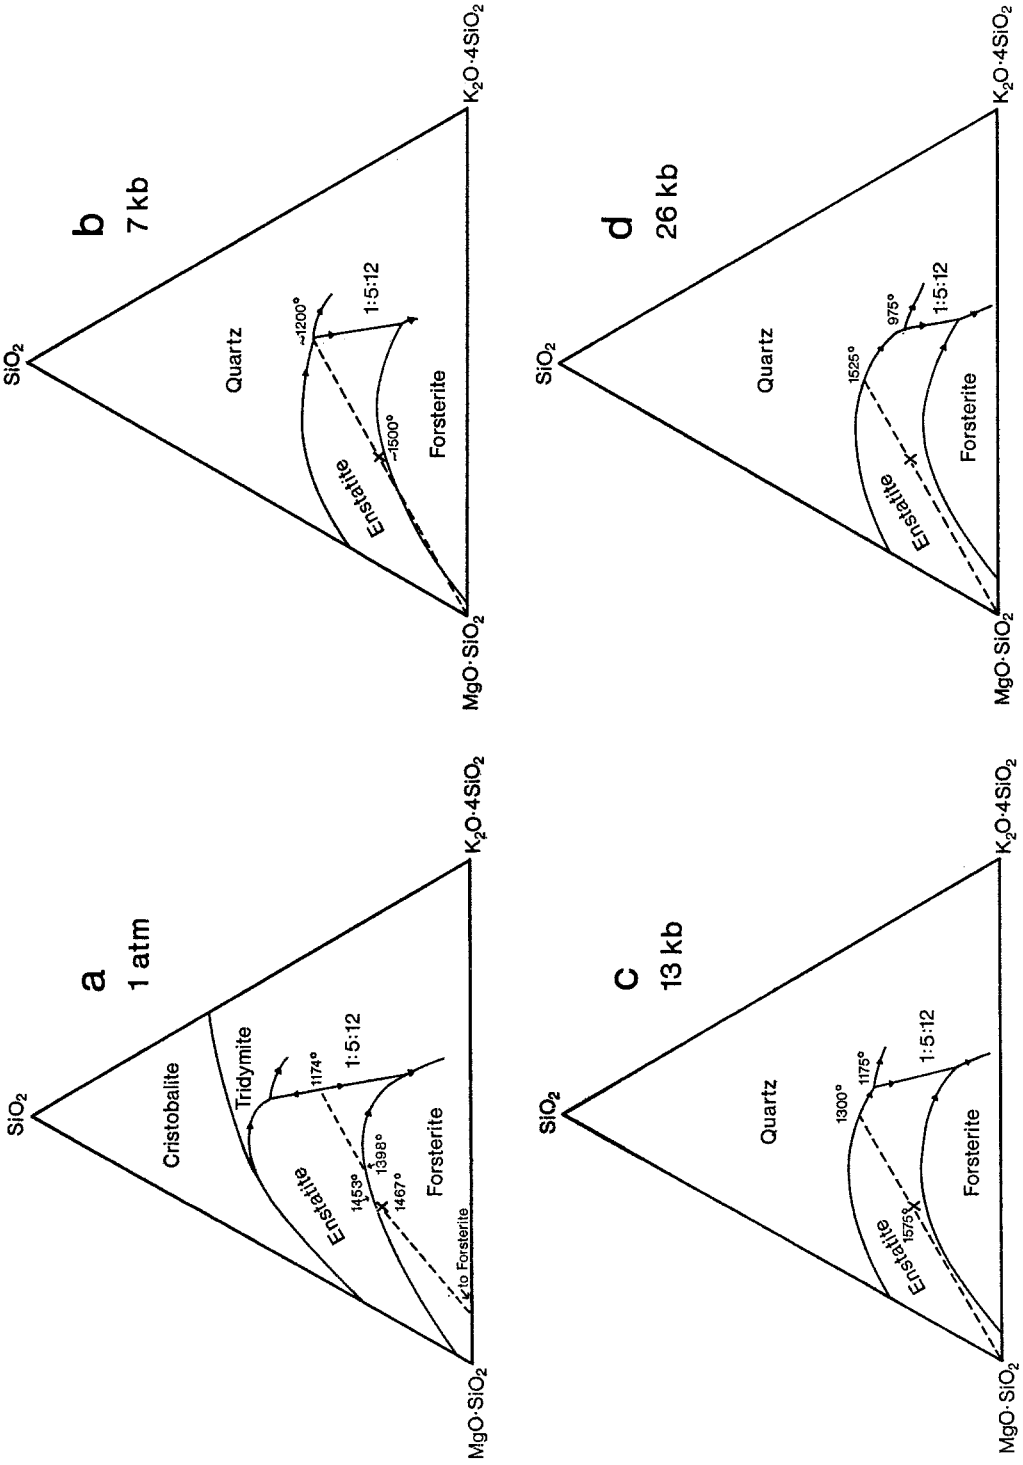 a
1 atm
SiO₂
Cristobalite
Tridymite
1174°
1:5:12
Enstatite
1453°
1398°
1467°
Forsterite
to Forsterite
MgO·SiO₂
K₂O·4SiO₂
b
7 kb
SiO₂
Quartz
~1200°
1:5:12
Enstatite
~1500°
Forsterite
MgO·SiO₂
K₂O·4SiO₂
c
13 kb
SiO₂
Quartz
1300°
1175°
1:5:12
Enstatite
1575°
Forsterite
MgO·SiO₂
K₂O·4SiO₂
d
26 kb
SiO₂
Quartz
1525°
975°
1:5:12
Enstatite
Forsterite
MgO·SiO₂
K₂O·4SiO₂